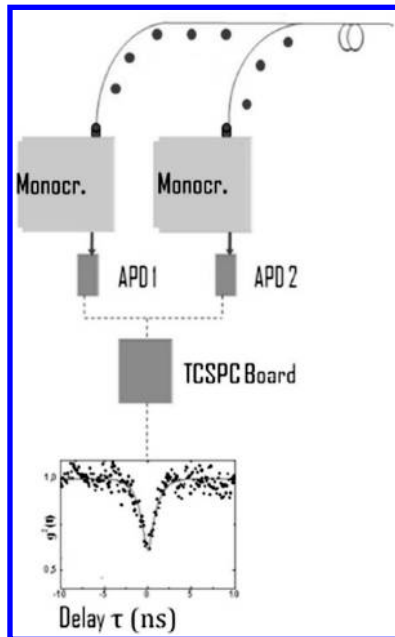 Monocr. Monocr.
APD 1 APD 2
TCSPC Board
g²(t)
1,0
0,5
-10 -5 0 5 10
Delay τ (ns)